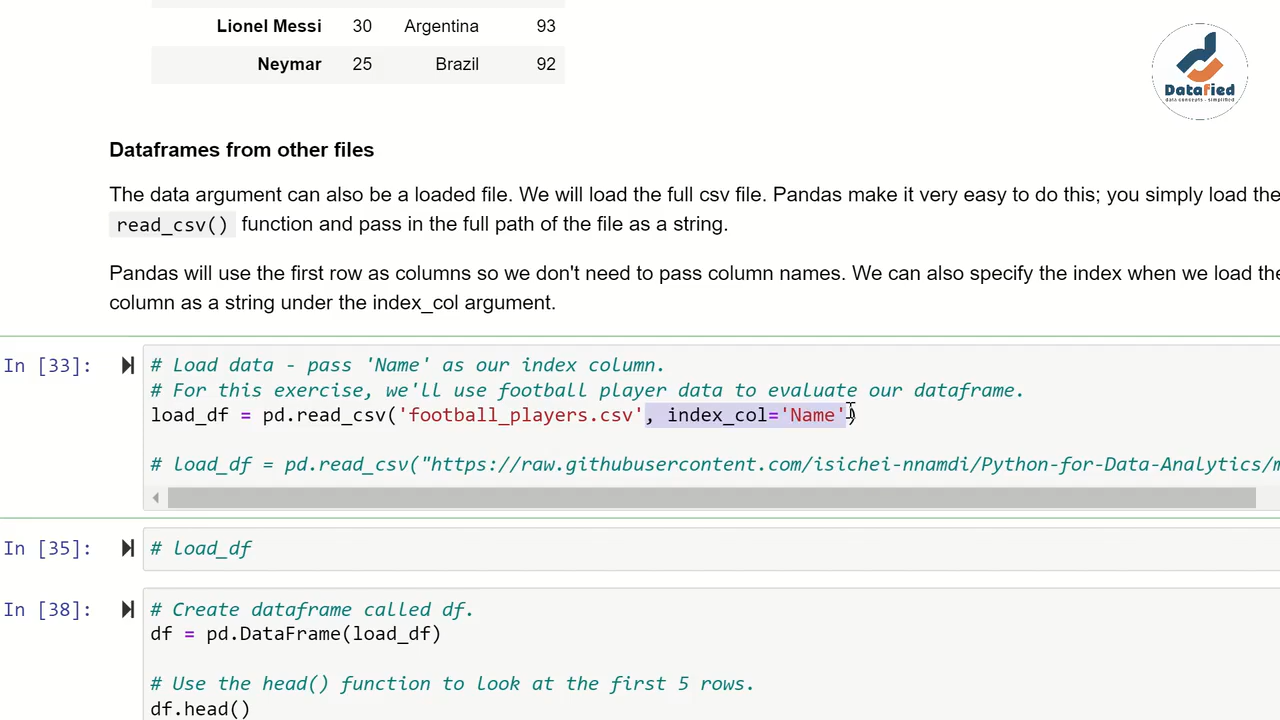 Lionel Messi 30 Argentina 93
Neymar 25 Brazil 92
Datafied
data concepts - simplified
Dataframes from other files
The data argument can also be a loaded file. We will load the full csv file. Pandas make it very easy to do this; you simply load the
read_csv() function and pass in the full path of the file as a string.
Pandas will use the first row as columns so we don't need to pass column names. We can also specify the index when we load the
column as a string under the index_col argument.
In [33]:
# Load data - pass 'Name' as our index column.
# For this exercise, we'll use football player data to evaluate our dataframe.
load_df = pd.read_csv('football_players.csv', index_col='Name')
# load_df = pd.read_csv("https://raw.githubusercontent.com/isichei-nnamdi/Python-for-Data-Analytics/m
In [35]:
# load_df
In [38]:
# Create dataframe called df.
df = pd.DataFrame(load_df)
# Use the head() function to look at the first 5 rows.
df.head()